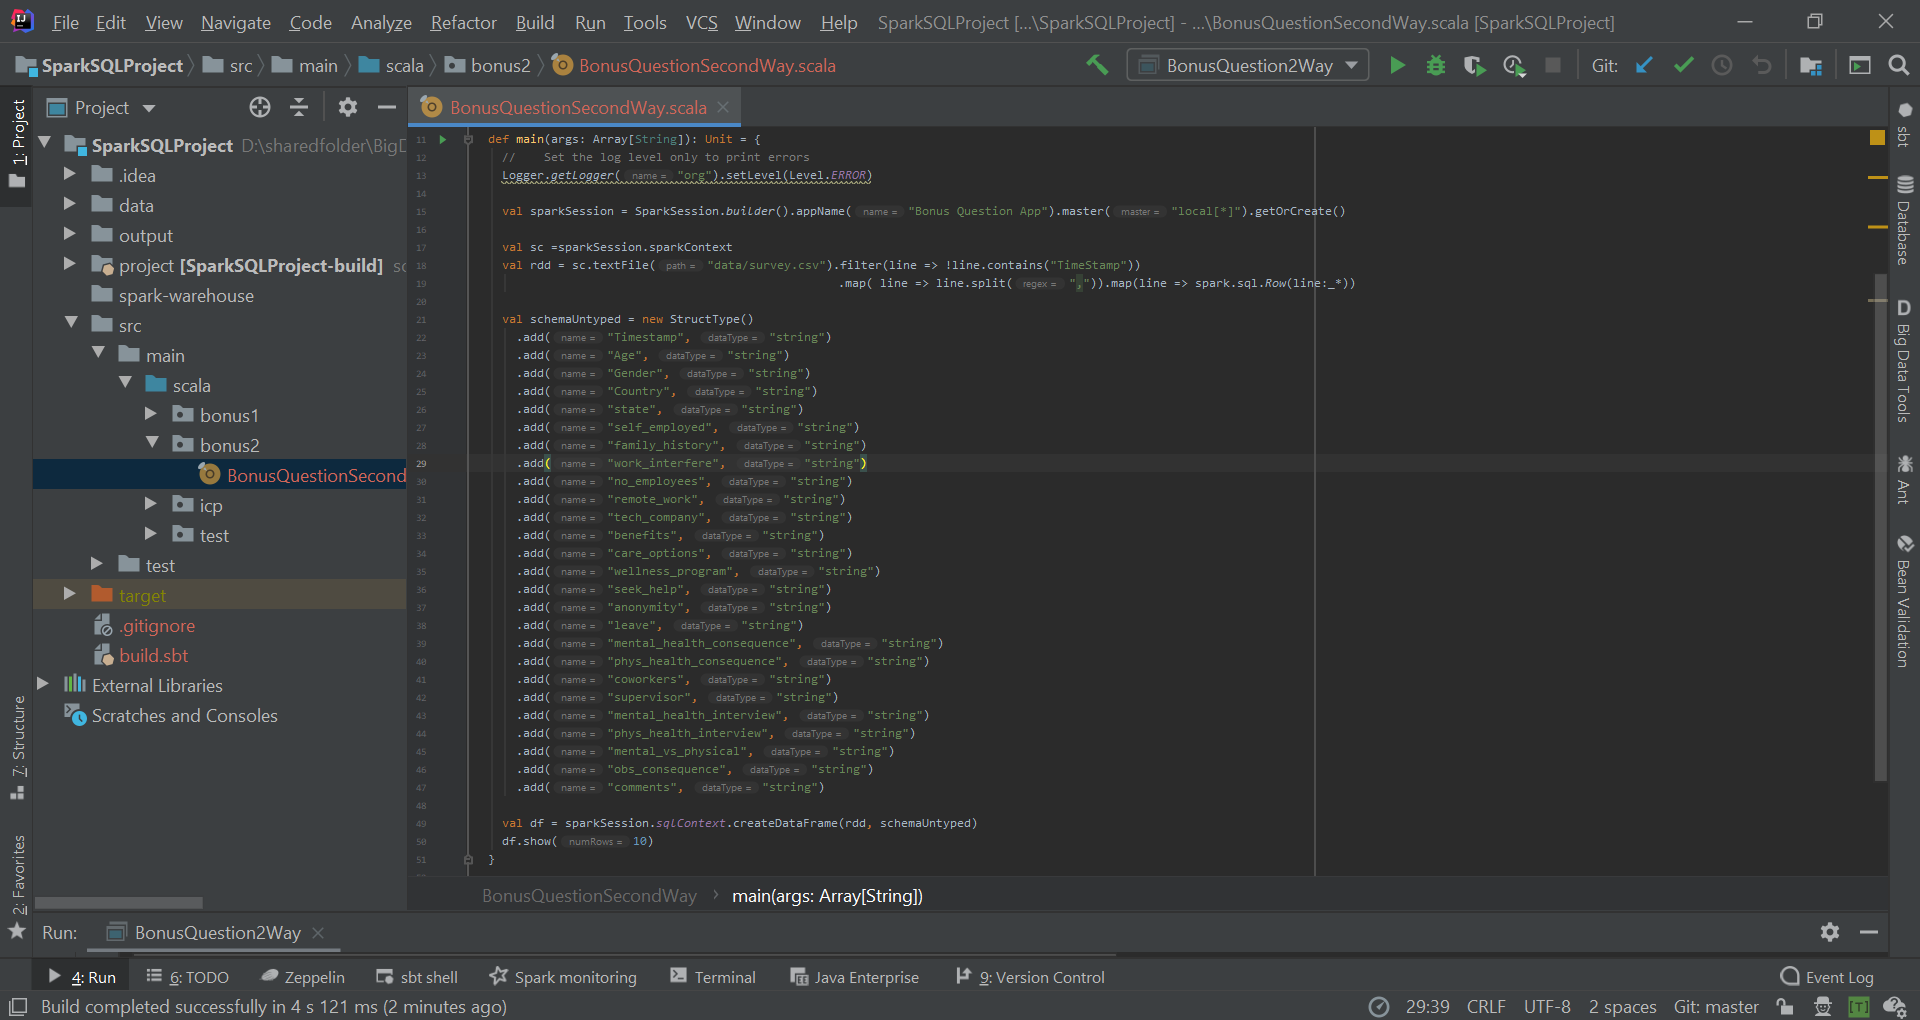 File Edit View Navigate Code Analyze Refactor Build Run Tools VCS Window Help SparkSQLProject [...\SparkSQLProject] - ...\BonusQuestionSecondWay.scala [SparkSQLProject]
SparkSQLProject src main scala bonus2 BonusQuestionSecondWay.scala BonusQuestion2Way Git:
Project
BonusQuestionSecondWay.scala
SparkSQLProject D:\sharedfolder\BigD
.idea
data
output
project [SparkSQLProject-build] sc
spark-warehouse
src
main
scala
bonus1
bonus2
BonusQuestionSecond
icp
test
test
target
.gitignore
build.sbt
External Libraries
Scratches and Consoles
1: Project
7: Structure
2: Favorites
11 def main(args: Array[String]): Unit = {
12 // Set the log level only to print errors
13 Logger.getLogger( name = "org").setLevel(Level.ERROR)
14
15 val sparkSession = SparkSession.builder().appName( name = "Bonus Question App").master( master = "local[*]").getOrCreate()
16
17 val sc =sparkSession.sparkContext
18 val rdd = sc.textFile( path = "data/survey.csv").filter(line => !line.contains("TimeStamp"))
19 .map( line => line.split( regex = ",")).map(line => spark.sql.Row(line:_*))
20
21 val schemaUntyped = new StructType()
22 .add( name = "Timestamp", dataType = "string")
23 .add( name = "Age", dataType = "string")
24 .add( name = "Gender", dataType = "string")
25 .add( name = "Country", dataType = "string")
26 .add( name = "state", dataType = "string")
27 .add( name = "self_employed", dataType = "string")
28 .add( name = "family_history", dataType = "string")
29 .add( name = "work_interfere", dataType = "string")
30 .add( name = "no_employees", dataType = "string")
31 .add( name = "remote_work", dataType = "string")
32 .add( name = "tech_company", dataType = "string")
33 .add( name = "benefits", dataType = "string")
34 .add( name = "care_options", dataType = "string")
35 .add( name = "wellness_program", dataType = "string")
36 .add( name = "seek_help", dataType = "string")
37 .add( name = "anonymity", dataType = "string")
38 .add( name = "leave", dataType = "string")
39 .add( name = "mental_health_consequence", dataType = "string")
40 .add( name = "phys_health_consequence", dataType = "string")
41 .add( name = "coworkers", dataType = "string")
42 .add( name = "supervisor", dataType = "string")
43 .add( name = "mental_health_interview", dataType = "string")
44 .add( name = "phys_health_interview", dataType = "string")
45 .add( name = "mental_vs_physical", dataType = "string")
46 .add( name = "obs_consequence", dataType = "string")
47 .add( name = "comments", dataType = "string")
48
49 val df = sparkSession.sqlContext.createDataFrame(rdd, schemaUntyped)
50 df.show( numRows = 10)
51 }
BonusQuestionSecondWay main(args: Array[String])
sbt
Database
D Big Data Tools
Ant
Bean Validation
Run: BonusQuestion2Way
4: Run 6: TODO Zeppelin sbt shell Spark monitoring Terminal Java Enterprise 9: Version Control Event Log
Build completed successfully in 4 s 121 ms (2 minutes ago) 29:39 CRLF UTF-8 2 spaces Git: master [T]